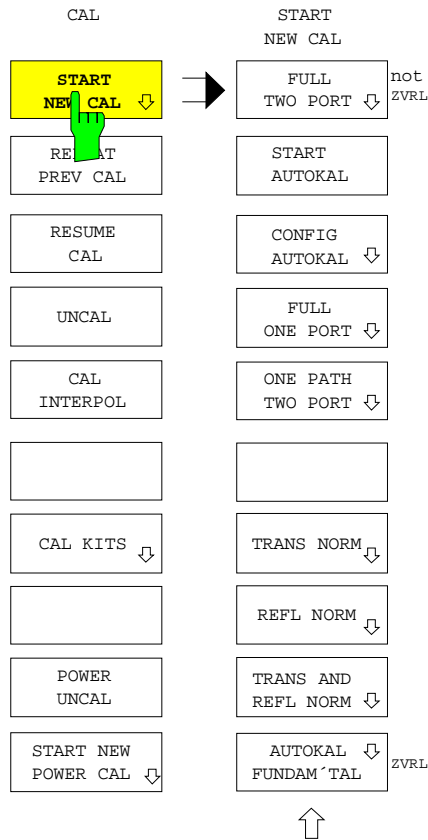 CAL
START
NEW CAL
REPEAT
PREV CAL
RESUME
CAL
UNCAL
CAL
INTERPOL
CAL KITS
POWER
UNCAL
START NEW
POWER CAL
START
NEW CAL
FULL
TWO PORT
not
ZVRL
START
AUTOKAL
CONFIG
AUTOKAL
FULL
ONE PORT
ONE PATH
TWO PORT
TRANS NORM
REFL NORM
TRANS AND
REFL NORM
AUTOKAL
FUNDAM´TAL
ZVRL